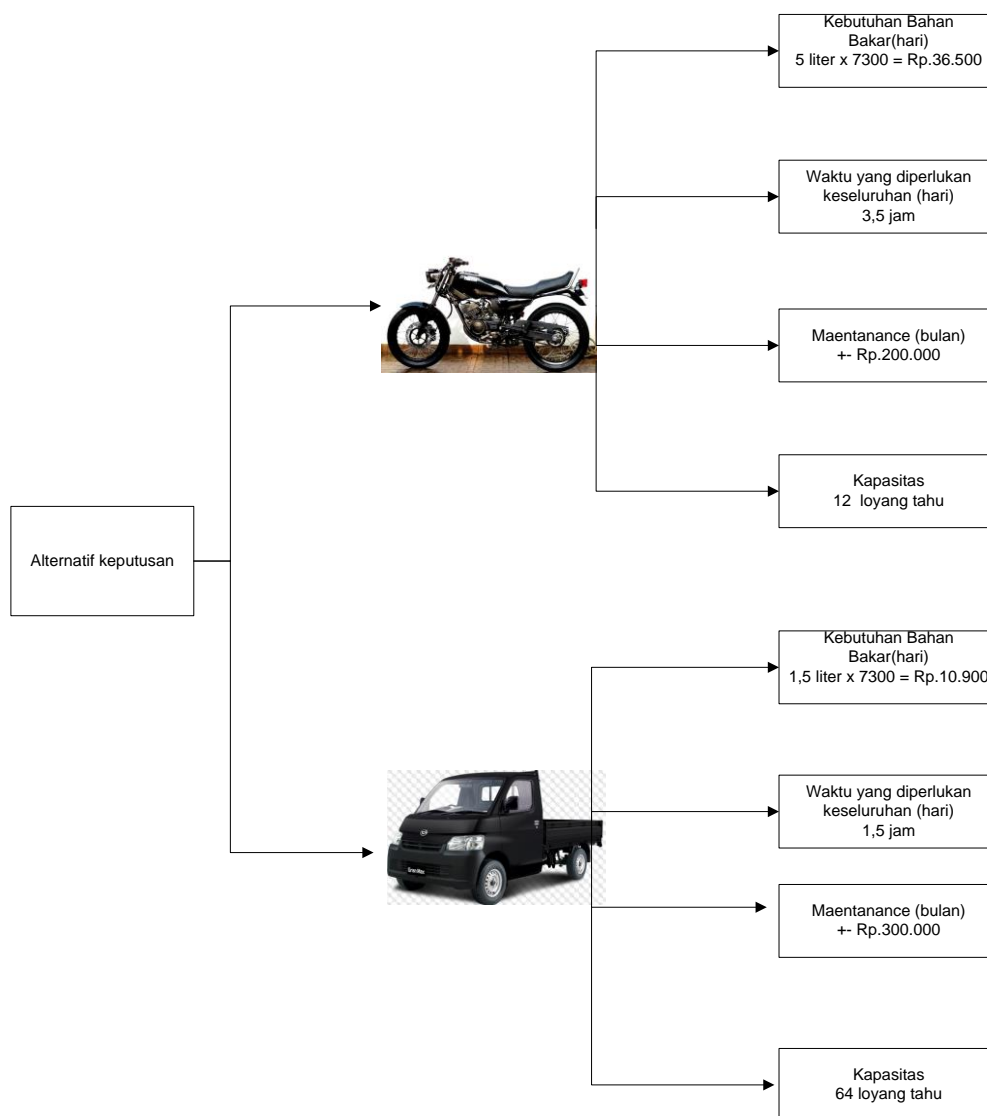 Kebutuhan Bahan
Bakar(hari)
5 liter x 7300 = Rp.36.500
Waktu yang diperlukan
keseluruhan (hari)
3,5 jam
Maentanance (bulan)
+- Rp.200.000
Kapasitas
12 loyang tahu
Alternatif keputusan
Kebutuhan Bahan
Bakar(hari)
1,5 liter x 7300 = Rp.10.900
Waktu yang diperlukan
keseluruhan (hari)
1,5 jam
Maentanance (bulan)
+- Rp.300.000
Gran Max
Kapasitas
64 loyang tahu